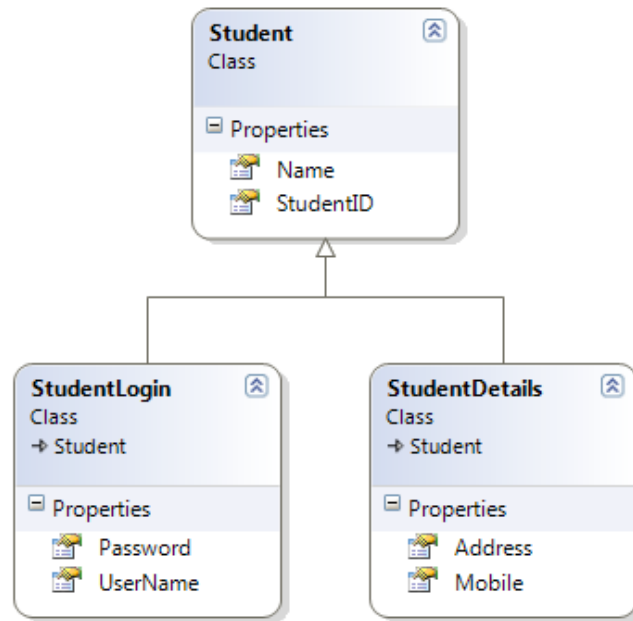 Student
Class
Properties
Name
StudentID
StudentLogin
Class
Student
Properties
Password
UserName
StudentDetails
Class
Student
Properties
Address
Mobile